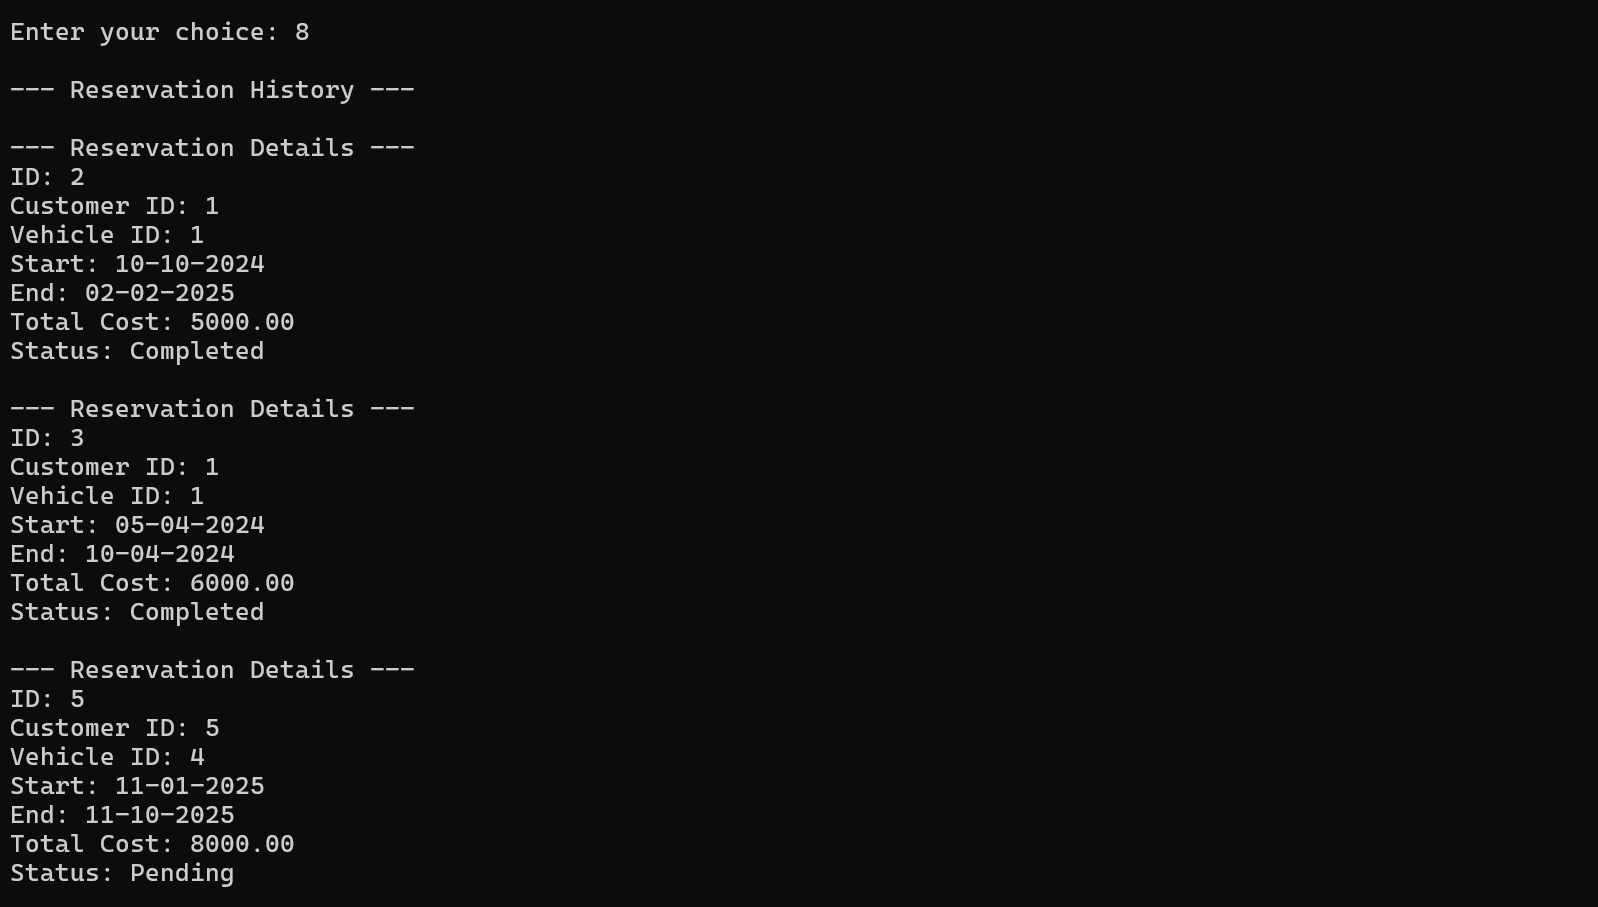 Enter your choice: 8
--- Reservation History ---
--- Reservation Details ---
ID: 2
Customer ID: 1
Vehicle ID: 1
Start: 10-10-2024
End: 02-02-2025
Total Cost: 5000.00
Status: Completed
--- Reservation Details ---
ID: 3
Customer ID: 1
Vehicle ID: 1
Start: 05-04-2024
End: 10-04-2024
Total Cost: 6000.00
Status: Completed
--- Reservation Details ---
ID: 5
Customer ID: 5
Vehicle ID: 4
Start: 11-01-2025
End: 11-10-2025
Total Cost: 8000.00
Status: Pending